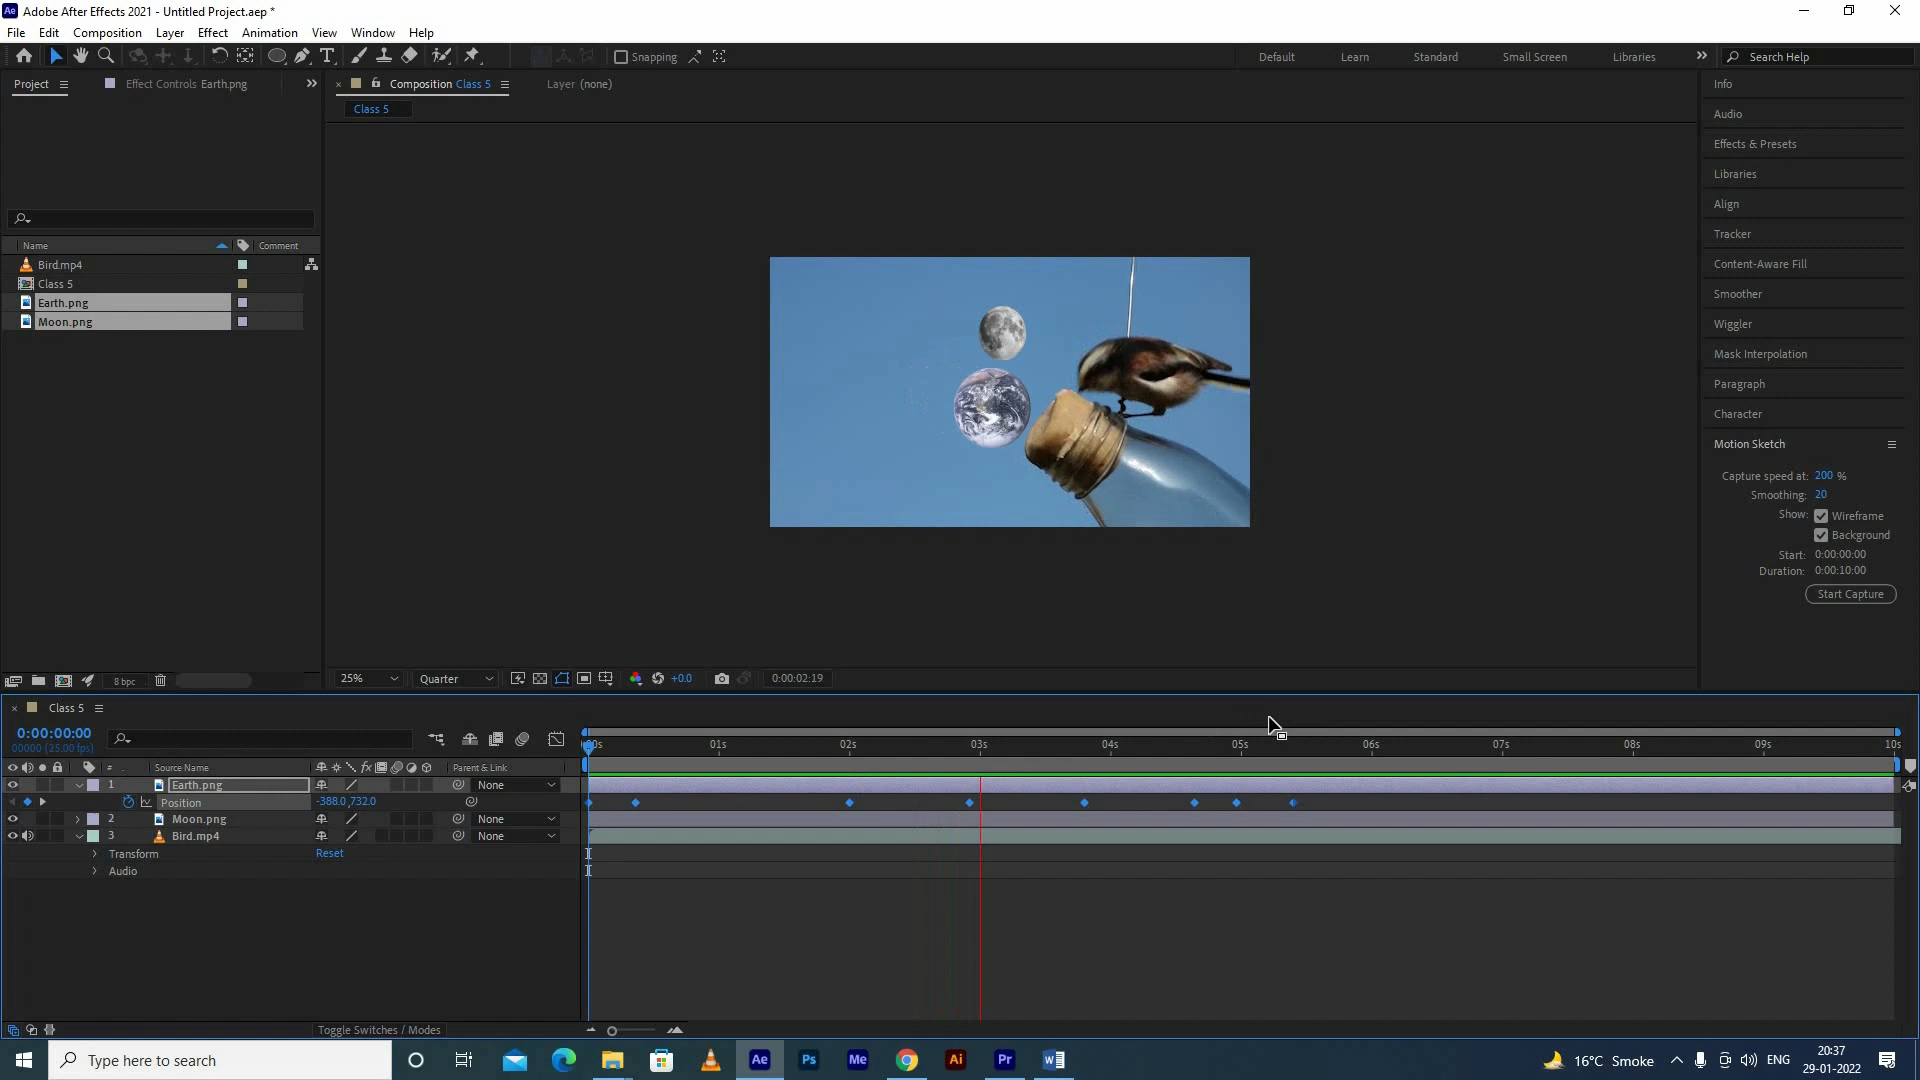 Ae Adobe After Effects 2021 - Untitled Project.aep *
File Edit Composition Layer Effect Animation View Window Help
Snapping Default Learn Standard Small Screen Libraries Search Help
Project Effect Controls Earth.png
Composition Class 5 Layer (none)
Class 5
Name Comment
Bird.mp4
Class 5
Earth.png
Moon.png
8 bpc
25% Quarter +0.0 0:00:02:19
Info
Audio
Effects & Presets
Libraries
Align
Tracker
Content-Aware Fill
Smoother
Wiggler
Mask Interpolation
Paragraph
Character
Motion Sketch
Capture speed at: 200 %
Smoothing: 20
Show: Wireframe
Background
Start: 0:00:00:00
Duration: 0:00:10:00
Start Capture
Class 5
0:00:00:00
00000 (25.00 fps)
00s 01s 02s 03s 04s 05s 06s 07s 08s 09s 10s
# Source Name fx Parent & Link
1 Earth.png None
Position -388.0,732.0
2 Moon.png None
3 Bird.mp4 None
Transform Reset
Audio
Toggle Switches / Modes
Type here to search Ae Ps Me Ai Pr W 16°C Smoke ENG
20:37
29-01-2022